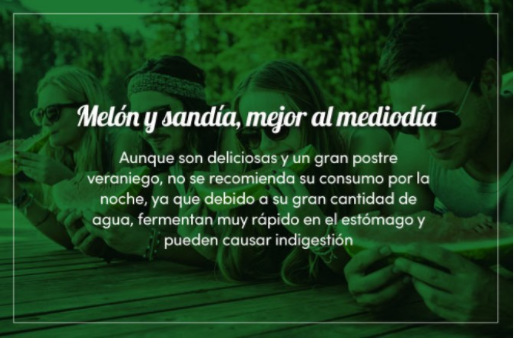 Melón y sandía, mejor al mediodía
Aunque son deliciosas y un gran postre
veraniego, no se recomienda su consumo por la
noche, ya que debido a su gran cantidad de
agua, fermentan muy rápido en el estómago y
pueden causar indigestión